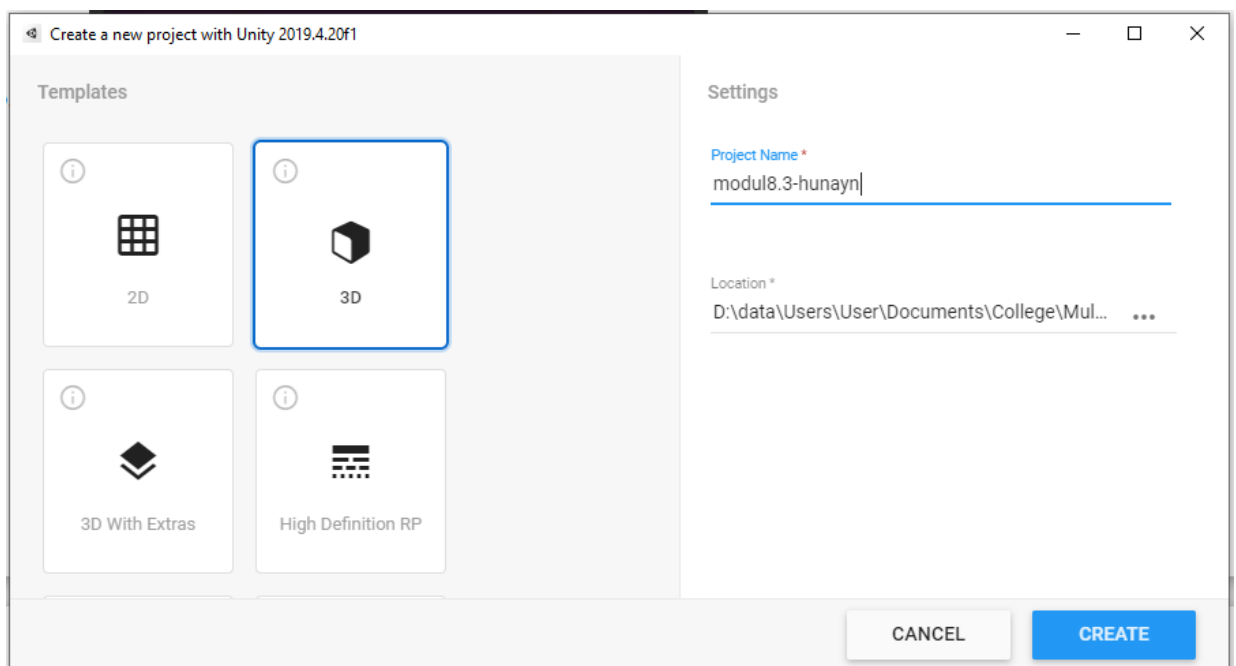 Create a new project with Unity 2019.4.20f1
Templates
2D
3D
3D With Extras
High Definition RP
Settings
Project Name *
modul8.3-hunayn
Location *
D:\data\Users\User\Documents\College\Mul...
CANCEL
CREATE